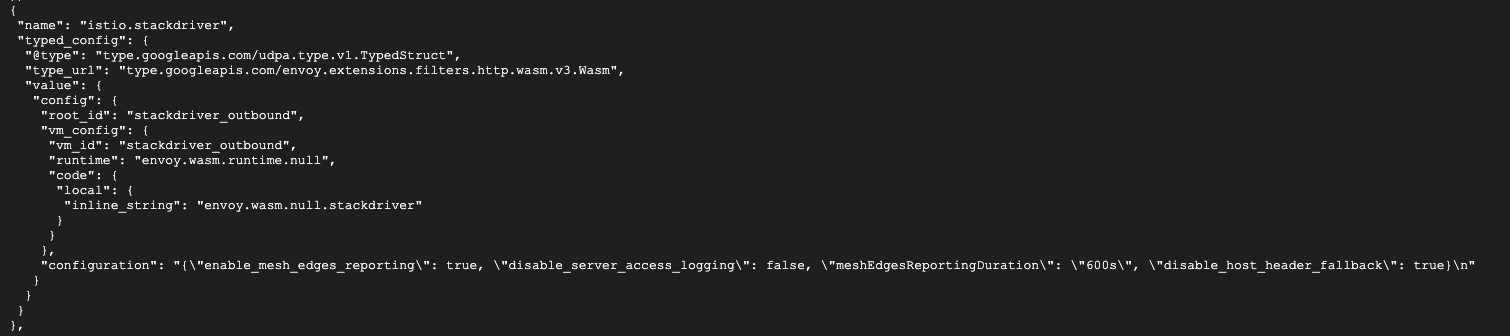 {
"name": "istio.stackdriver",
"typed_config": {
"@type": "type.googleapis.com/udpa.type.v1.TypedStruct",
"type_url": "type.googleapis.com/envoy.extensions.filters.http.wasm.v3.Wasm",
"value": {
"config": {
"root_id": "stackdriver_outbound",
"vm_config": {
"vm_id": "stackdriver_outbound",
"runtime": "envoy.wasm.runtime.null",
"code": {
"local": {
"inline_string": "envoy.wasm.null.stackdriver"
}
}
},
"configuration": "{\"enable_mesh_edges_reporting\": true, \"disable_server_access_logging\": false, \"meshEdgesReportingDuration\": \"600s\", \"disable_host_header_fallback\": true}\n"
}
}
}
},